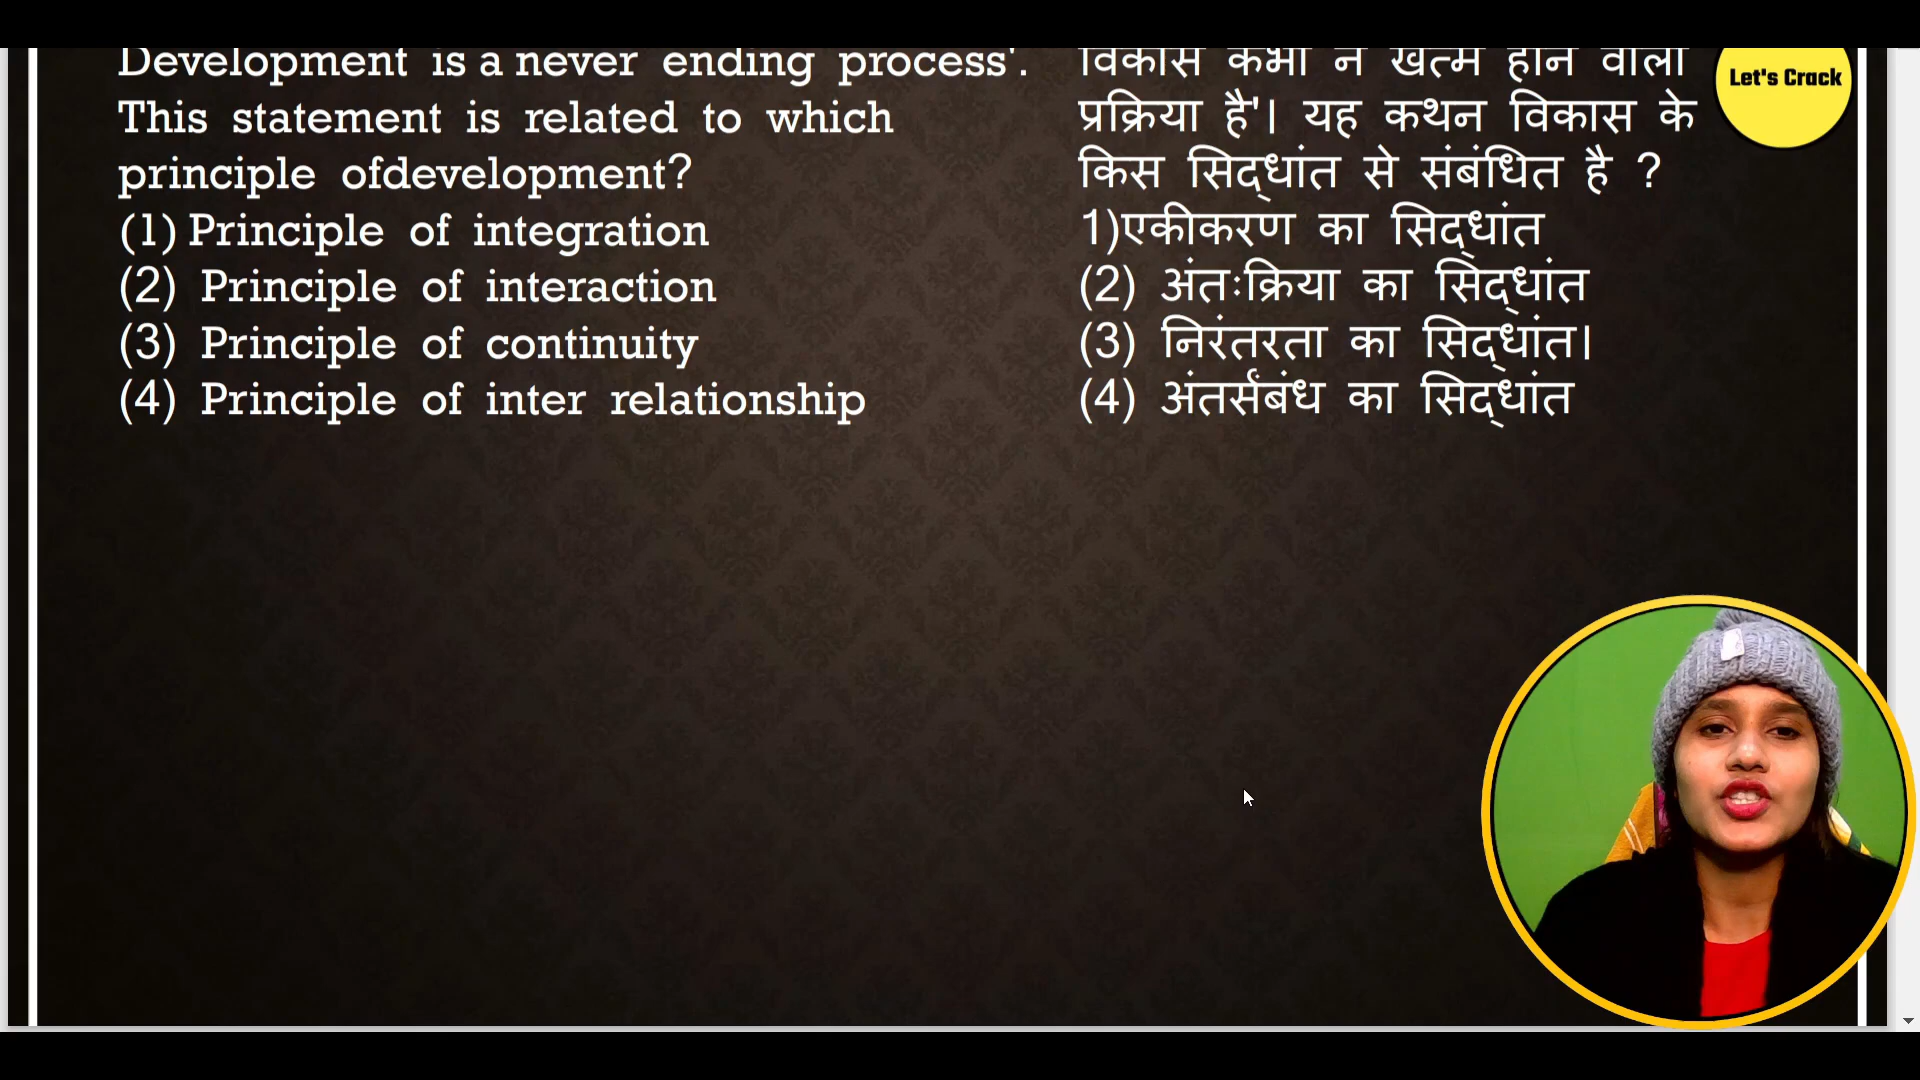 Development is a never ending process'.
This statement is related to which
principle ofdevelopment?
(1) Principle of integration
(2) Principle of interaction
(3) Principle of continuity
(4) Principle of inter relationship
विकास कभी न खत्म होने वाली
प्रक्रिया है'। यह कथन विकास के
किस सिद्धांत से संबंधित है ?
1)एकीकरण का सिद्धांत
(2) अंतःक्रिया का सिद्धांत
(3) निरंतरता का सिद्धांत।
(4) अंतर्संबंध का सिद्धांत
Let's Crack